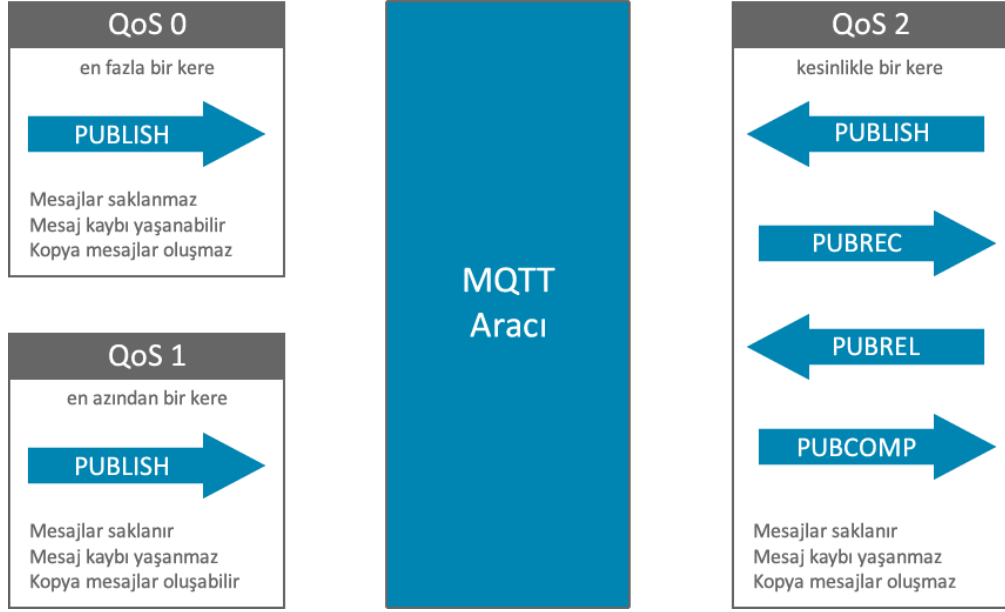 QoS 0
en fazla bir kere
PUBLISH
Mesajlar saklanmaz
Mesaj kaybı yaşanabilir
Kopya mesajlar oluşmaz
QoS 1
en azından bir kere
PUBLISH
Mesajlar saklanır
Mesaj kaybı yaşanmaz
Kopya mesajlar oluşabilir
MQTT
Aracı
QoS 2
kesinlikle bir kere
PUBLISH
PUBREC
PUBREL
PUBCOMP
Mesajlar saklanır
Mesaj kaybı yaşanmaz
Kopya mesajlar oluşmaz